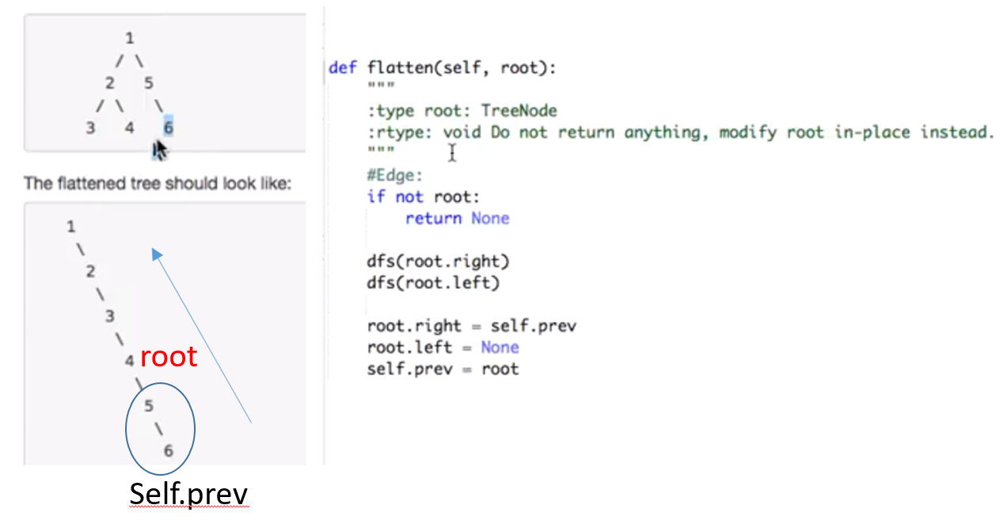 1
/ \
2 5
/ \ \
3 4 6
The flattened tree should look like:
1
\
2
\
3
\
4 root
\
5
\
6
Self.prev
def flatten(self, root):
"""
:type root: TreeNode
:rtype: void Do not return anything, modify root in-place instead.
"""
#Edge:
if not root:
return None
dfs(root.right)
dfs(root.left)
root.right = self.prev
root.left = None
self.prev = root